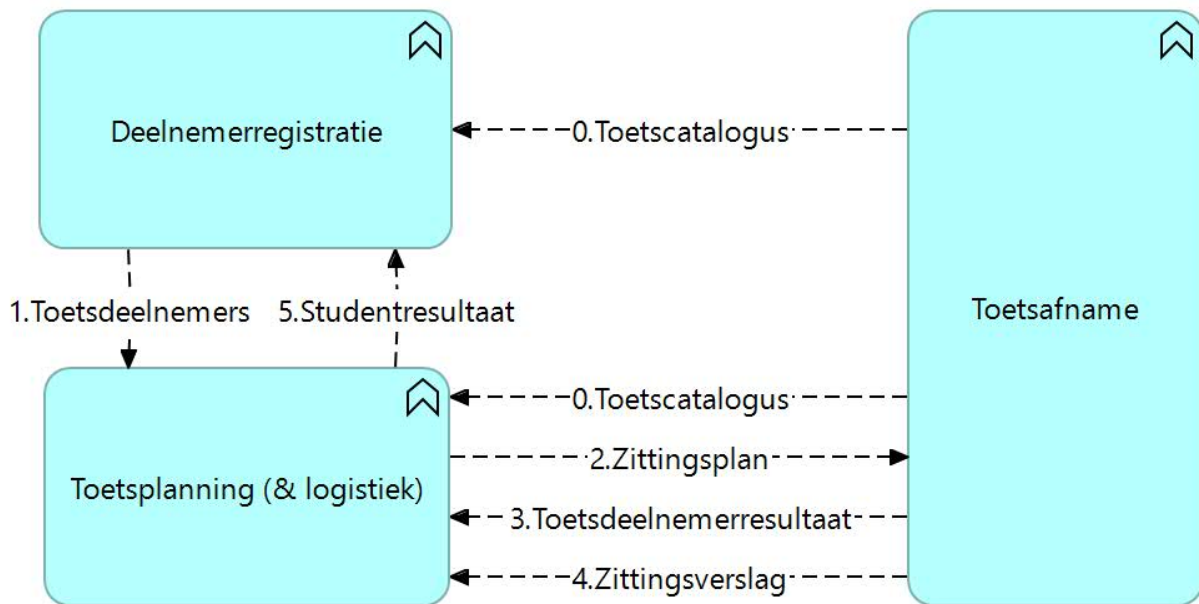 Deelnemerregistratie
0.Toetscatalogus
1.Toetsdeelnemers
5.Studentresultaat
Toetsafname
0.Toetscatalogus
2.Zittingsplan
Toetsplanning (& logistiek)
3.Toetsdeelnemerresultaat
4.Zittingsverslag